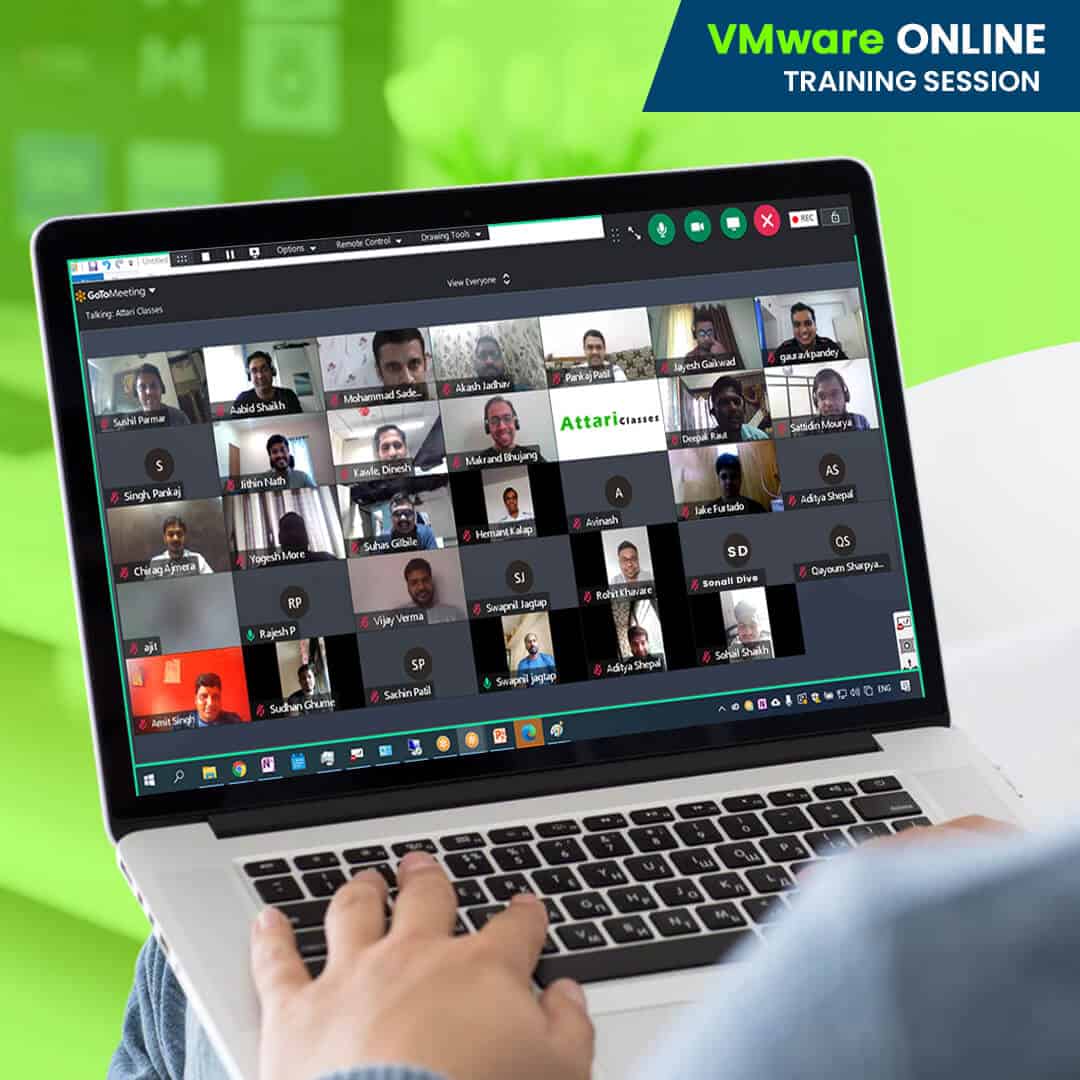 VMware ONLINE
TRAINING SESSION
Untitled
Options
Remote Control
Drawing Tools
REC
GoToMeeting
View Everyone
Talking: Attari Classes
Sushil Parmar
Aabid Shaikh
Mohammad Sade...
Akash Jadhav
Pankaj Patil
Jayesh Gaikwad
gauravkpandey
S
Singh, Pankaj
Jithin Nath
Kawle, Dinesh
Makrand Bhujang
Attari Classes
Deepak Raut
Sattidin Mourya
Chirag Ajmera
Yogesh More
Suhas Gilbile
Hemant Kalap
A
Avinash
Jake Furtado
AS
Aditya Shepal
ajit
RP
Rajesh P
Vijay Verma
SJ
Swapnil Jagtap
Rohit Khavare
SD
Sonali Dive
QS
Qayoum Sharpya...
Amit Singh
Sudhan Ghume
SP
Sachin Patil
Swapnil jagtap
Aditya Shepal
Sohail Shaikh
ENG